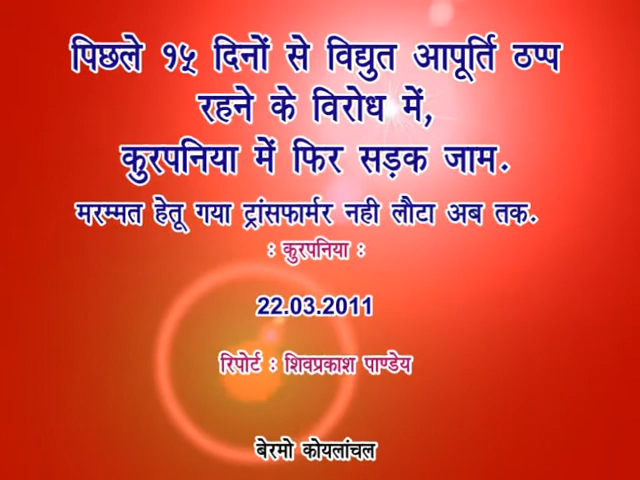 पिछले १५ दिनों से विद्युत आपूर्ति ठप्प
रहने के विरोध में,
कुरपनिया में फिर सड़क जाम.
मरम्मत हेतू गया ट्रांसफार्मर नही लौटा अब तक.
: कुरपनिया :
22.03.2011
रिपोर्ट : शिवप्रकाश पाण्डेय
बेरमो कोयलांचल